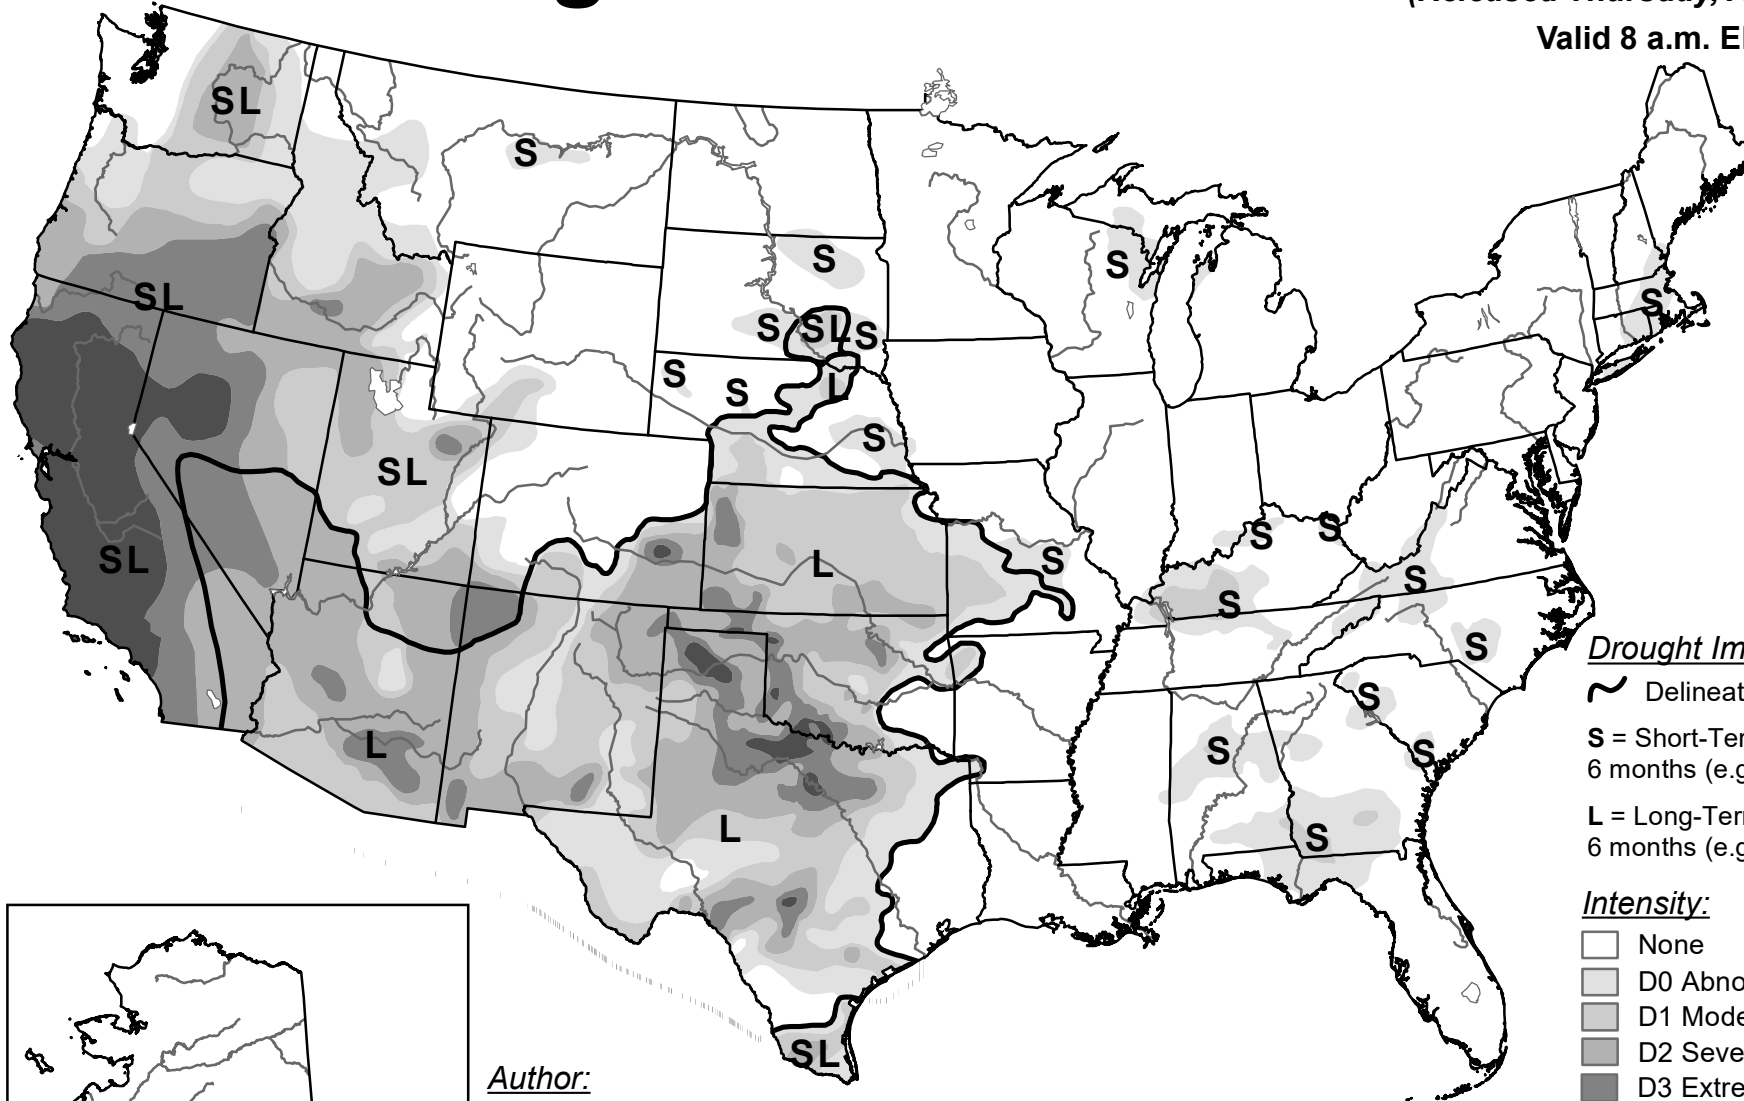 Valid 8 a.m.
SL
S
S
S
SL
S
SL
S
S
S
S
L
S
SL
S
S
SL
L
S
S
S
S
S
L
S
S
S
L
S
SL
Drought
Delineat
S = Short-Ter
6 months (e.g
L = Long-Ter
6 months (e.g
Intensity:
None
D0 Abno
D1 Mode
D2 Seve
D3 Extre
Author: